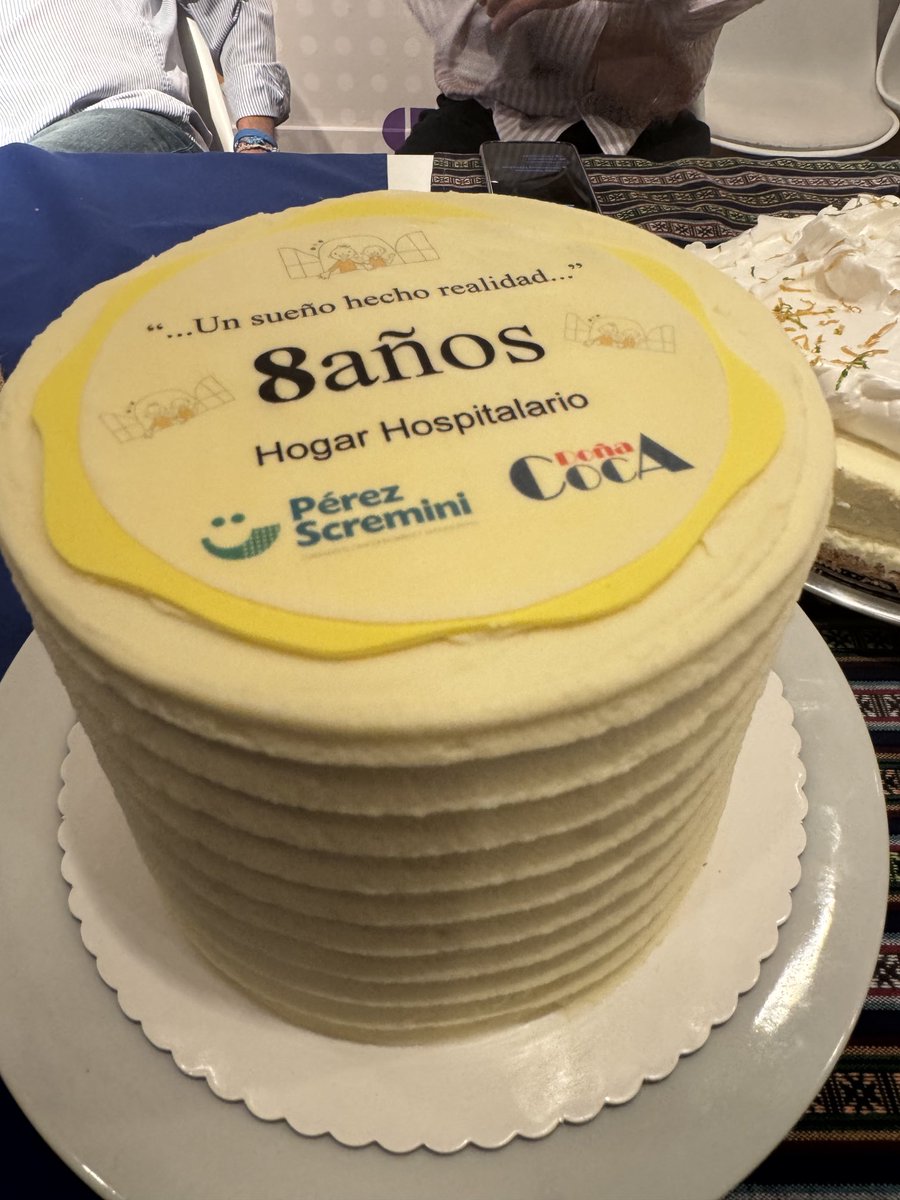 “...Un sueño hecho realidad...”
8años
Hogar Hospitalario
Pérez
Scremini
Doña
COCA